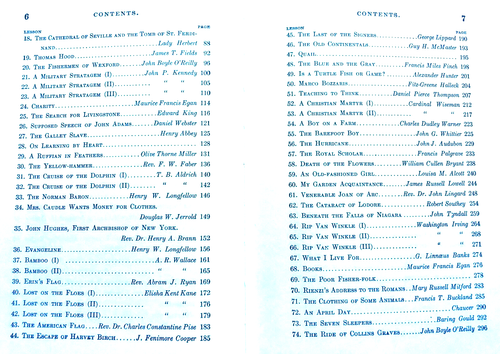 6 CONTENTS.
LESSON PAGE
18. The Cathedral of Seville and the Tomb of St. Ferdi-
nand Lady Herbert 88
19. Thomas Hood James T. Fields 92
20. The Fishermen of Wexford John Boyle O'Reilly 96
21. A Military Stratagem (I) John P. Kennedy 100
22. A Military Stratagem (II) " " 105
23. A Military Stratagem (III) " " 110
24. Charity Maurice Francis Egan 114
25. The Search for Livingstone Edward King 116
26. Supposed Speech of John Adams Daniel Webster 121
27. The Galley Slave Henry Abbey 125
28. On Learning by Heart 128
29. A Ruffian in Feathers Olive Thorne Miller 131
30. The Yellow-hammer Rev. F. W. Faber 136
31. The Cruise of the Dolphin (I) T. B. Aldrich 140
32. The Cruise of the Dolphin (II) " " 142
33. The Norman Baron Henry W. Longfellow 146
34. Mrs. Caudle Wants Money for Clothes.
Douglas W. Jerrold 149
35. John Hughes, First Archbishop of New York.
Rev. Dr. Henry A. Brann 152
36. Evangeline Henry W. Longfellow 156
37. Bamboo (I) A. R. Wallace 161
38. Bamboo (II) " " 165
39. Erin's Flag Rev. Abram J. Ryan 169
40. Lost on the Floes (I) Elisha Kent Kane 172
41. Lost on the Floes (II) " " 176
42. Lost on the Floes (III) " " 179
43. The American Flag Rev. Dr. Charles Constantine Pise 183
44. The Escape of Harvey Birch J. Fenimore Cooper 185
CONTENTS. 7
LESSON PAGE
45. The Last of the Signers George Lippard 190
46. The Old Continentals Guy H. McMaster 193
47. Quail 195
48. The Blue and the Gray Francis Miles Finch 198
49. Is a Turtle Fish or Game? Alexander Hunter 201
50. Marco Bozzaris Fitz-Greene Halleck 204
51. Teaching to Think Daniel Pierce Thompson 207
52. A Christian Martyr (I) Cardinal Wiseman 212
53. A Christian Martyr (II) " " 217
54. A Boy on a Farm Charles Dudley Warner 223
55. The Barefoot Boy John G. Whittier 225
56. The Hurricane John J. Audubon 229
57. The Royal Scholar Francis Palgrave 233
58. Death of the Flowers William Cullen Bryant 238
59. An Old-fashioned Girl Louisa M. Alcott 240
60. My Garden Acquaintance James Russell Lowell 244
61. Venerable Joan of Arc Rev. Dr. John Lingard 248
62. The Cataract of Lodore Robert Southey 254
63. Beneath the Falls of Niagara John Tyndall 259
64. Rip Van Winkle (I) Washington Irving 264
65. Rip Van Winkle (II) " " 268
66. Rip Van Winkle (III) " " 271
67. What I Live For G. Linnæus Banks 274
68. Books Maurice Francis Egan 276
69. The Poor Fisher-folk 278
70. Rienzi's Address to the Romans Mary Russell Mitford 283
71. The Clothing of Some Animals Francis T. Buckland 285
72. An April Day Chaucer 290
73. The Seven Sleepers Baring Gould 292
74. The Ride of Collins Graves John Boyle O'Reilly 296